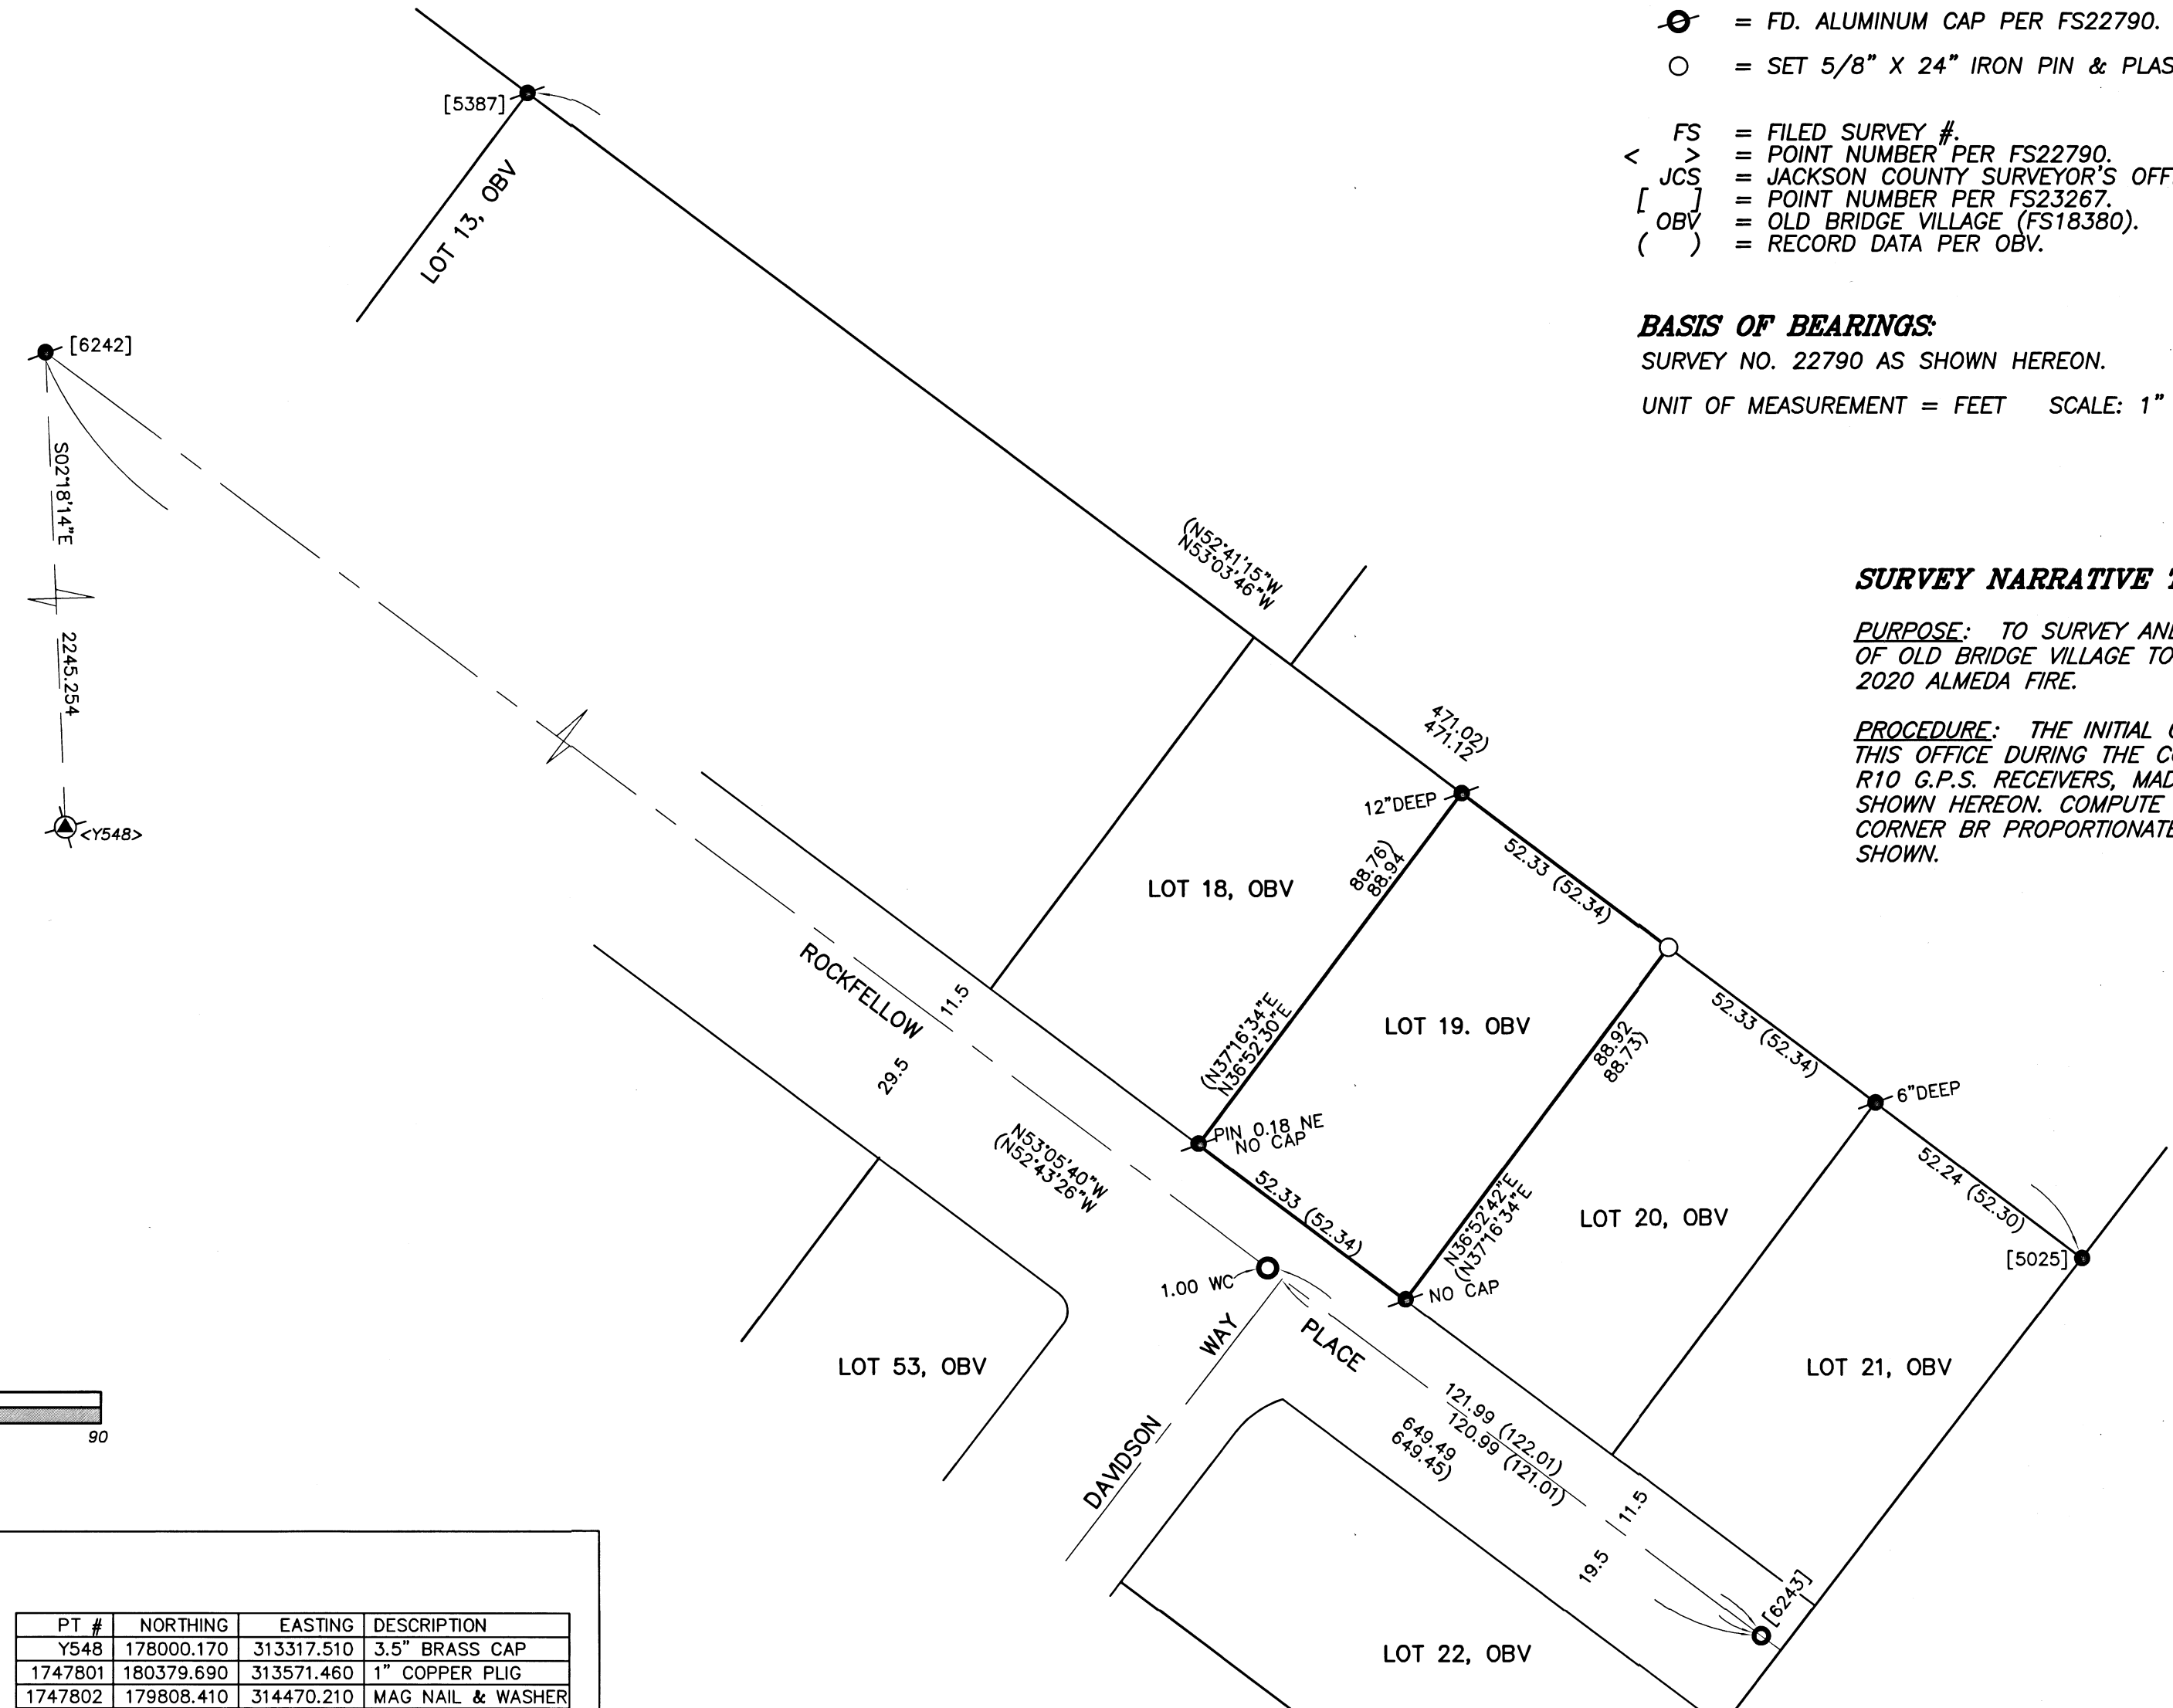 = FD. ALUMINUM CAP PER FS22790.
= SET 5/8" X 24" IRON PIN & PLAS
FS = FILED SURVEY #.
< > = POINT NUMBER PER FS22790.
JCS = JACKSON COUNTY SURVEYOR'S OFF
[ ] = POINT NUMBER PER FS23267.
OBV = OLD BRIDGE VILLAGE (FS18380).
( ) = RECORD DATA PER OBV.
BASIS OF BEARINGS:
SURVEY NO. 22790 AS SHOWN HEREON.
UNIT OF MEASUREMENT = FEET SCALE: 1"
SURVEY NARRATIVE T
PURPOSE: TO SURVEY AND
OF OLD BRIDGE VILLAGE TO
2020 ALMEDA FIRE.
PROCEDURE: THE INITIAL
THIS OFFICE DURING THE CO
R10 G.P.S. RECEIVERS, MAD
SHOWN HEREON. COMPUTE
CORNER BR PROPORTIONATE
SHOWN.
[5387]
LOT 13, OBV
[6242]
S02°18'14"E
2245.254
<Y548>
(N52°41'15"W
N53°03'46"W
471.02)
471.12
12"DEEP
88.76)
88.94
52.33 (52.34)
LOT 18, OBV
ROCKFELLOW
11.5
29.5
(N37°16'34"E
N36°52'30"E
LOT 19. OBV
88.92
88.73)
52.33 (52.34)
6"DEEP
PIN 0.18 NE
NO CAP
N53°05'40"W
(N52°43'26"W
52.33 (52.34)
N36°52'42"E
(N37°16'34"E
LOT 20, OBV
52.24 (52.30)
[5025]
1.00 WC
NO CAP
WAY
PLACE
LOT 53, OBV
LOT 21, OBV
DAVIDSON
121.99 (122.01)
120.99 (121.01)
649.49
649.45)
11.5
19.5
[6243]
LOT 22, OBV
90
PT # NORTHING EASTING DESCRIPTION
Y548 178000.170 313317.510 3.5" BRASS CAP
1747801 180379.690 313571.460 1" COPPER PLIG
1747802 179808.410 314470.210 MAG NAIL & WASHER